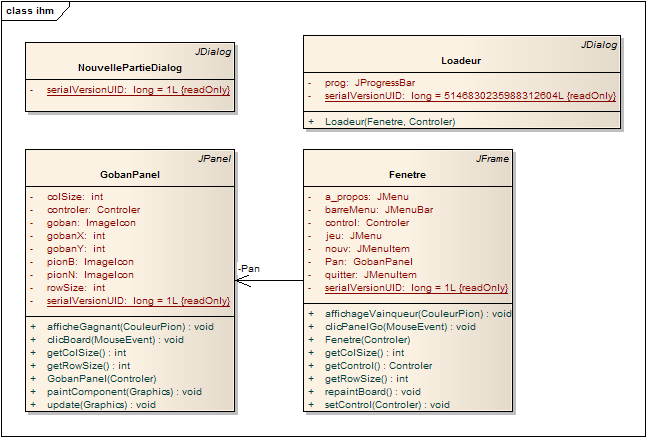 class ihm
JDialog
NouvellePartieDialog
- serialVersionUID: long = 1L {readOnly}
JDialog
Loadeur
- prog: JProgressBar
- serialVersionUID: long = 5146830235988312604L {readOnly}
+ Loadeur(Fenetre, Controler)
JPanel
GobanPanel
- colSize: int
- controler: Controler
- goban: ImageIcon
- gobanX: int
- gobanY: int
- pionB: ImageIcon
- pionN: ImageIcon
- rowSize: int
- serialVersionUID: long = 1L {readOnly}
+ afficheGagnant(CouleurPion) : void
+ clicBoard(MouseEvent) : void
+ getColSize() : int
+ getRowSize() : int
+ GobanPanel(Controler)
+ paintComponent(Graphics) : void
+ update(Graphics) : void
-Pan
JFrame
Fenetre
- a_propos: JMenu
- barreMenu: JMenuBar
- control: Controler
- jeu: JMenu
- nouv: JMenuItem
- Pan: GobanPanel
- quitter: JMenuItem
- serialVersionUID: long = 1L {readOnly}
+ affichageVainqueur(CouleurPion) : void
+ clicPanelGo(MouseEvent) : void
+ Fenetre(Controler)
+ getColSize() : int
+ getControl() : Controler
+ getRowSize() : int
+ repaintBoard() : void
+ setControl(Controler) : void